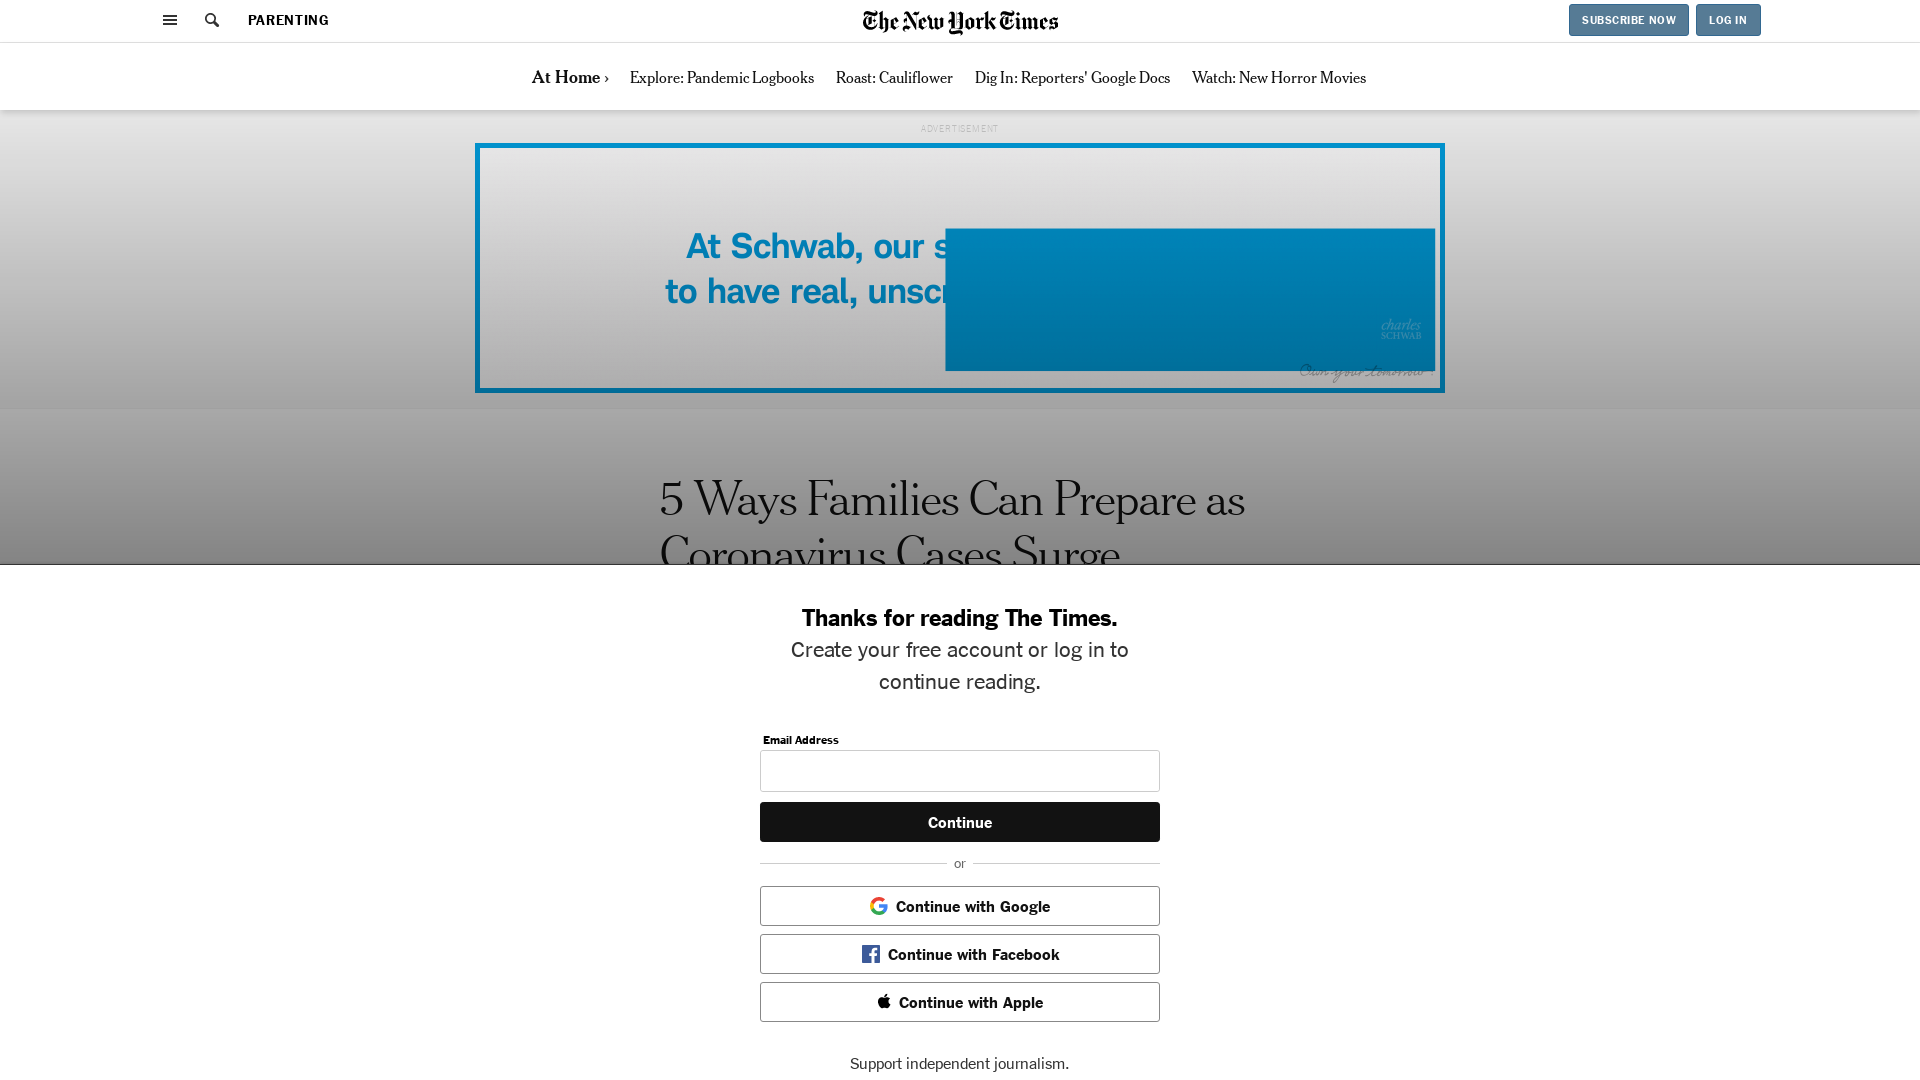 PARENTING
The New York Times
SUBSCRIBE NOW
LOG IN
At Home › Explore: Pandemic Logbooks Roast: Cauliflower Dig In: Reporters' Google Docs Watch: New Horror Movies
ADVERTISEMENT
At Schwab, our s
to have real, unscr
charles
SCHWAB
Own your tomorrow
5 Ways Families Can Prepare as
Coronavirus Cases Surge
Thanks for reading The Times.
Create your free account or log in to
continue reading.
Email Address
Continue
or
Continue with Google
Continue with Facebook
Continue with Apple
Support independent journalism.